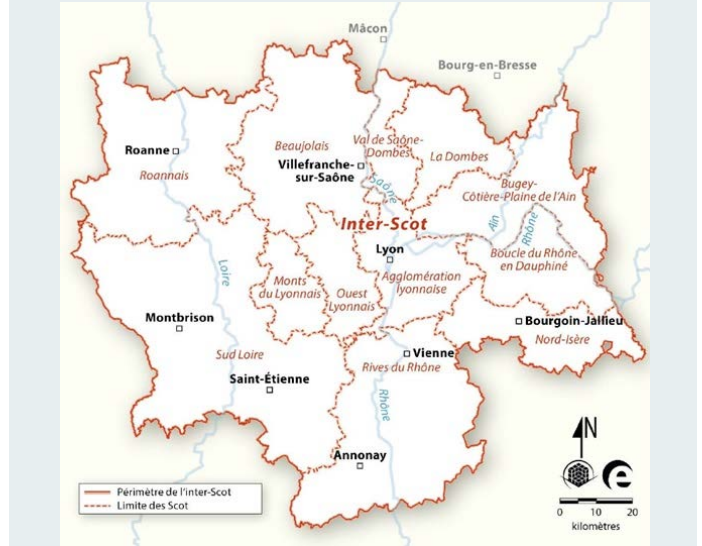 Mâcon
Bourg-en-Bresse
Roanne
Roannais
Beaujolais
Villefranche-
sur-Saône
Val de Saône-
Dombes
La Dombes
Saône
Bugey-
Côtière-Plaine de l'Ain
Inter-Scot
Ain
Rhône
Lyon
Boucle du Rhône
en Dauphiné
Loire
Monts
du Lyonnais
Ouest
Lyonnais
Agglomération
lyonnaise
Montbrison
Bourgoin-Jallieu
Nord-Isère
Sud Loire
Vienne
Rives du Rhône
Saint-Étienne
Rhône
Annonay
N
e
Périmètre de l'inter-Scot
Limite des Scot
0 10 20
kilomètres